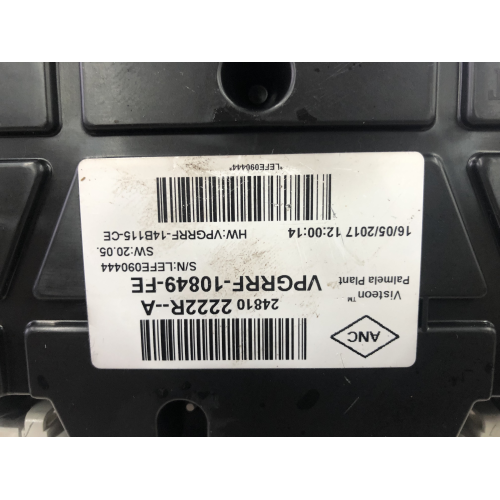 ANC
24810 2222R--A
VPGRRF-10849-FE
Visteon™
Palmela Plant
S/N:LEFE090444
SW:20.05.
HW:VPGRRF-14B115-CE
16/05/2017 12:00:14
*LEFE090444*